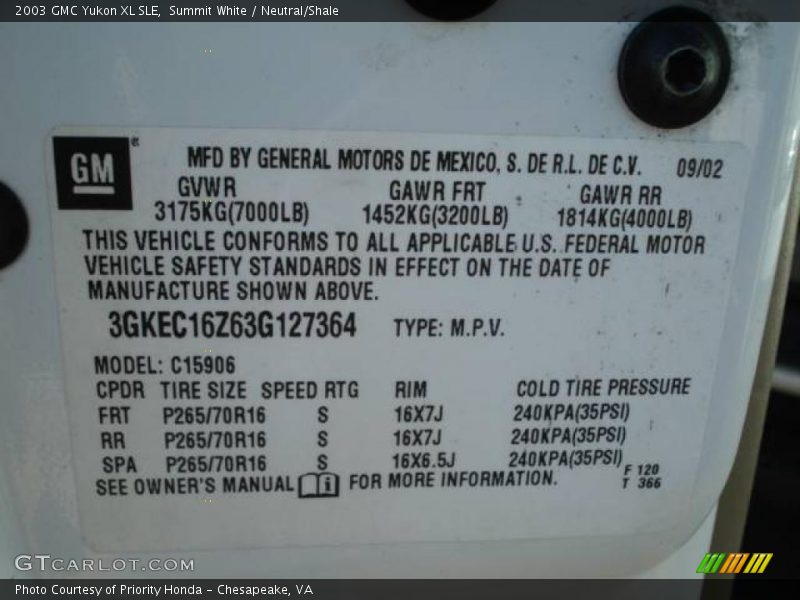 2003 GMC Yukon XL SLE,  Summit White / Neutral/Shale
GM ®
MFD BY GENERAL MOTORS DE MEXICO, S. DE R.L. DE C.V. 09/02
GVWR GAWR FRT GAWR RR
3175KG(7000LB) 1452KG(3200LB) 1814KG(4000LB)
THIS VEHICLE CONFORMS TO ALL APPLICABLE U.S. FEDERAL MOTOR
VEHICLE SAFETY STANDARDS IN EFFECT ON THE DATE OF
MANUFACTURE SHOWN ABOVE.
3GKEC16Z63G127364 TYPE: M.P.V.
MODEL: C15906
CPDR TIRE SIZE SPEED RTG RIM COLD TIRE PRESSURE
FRT P265/70R16 S 16X7J 240KPA(35PSI)
RR P265/70R16 S 16X7J 240KPA(35PSI)
SPA P265/70R16 S 16X6.5J 240KPA(35PSI)
SEE OWNER'S MANUAL i FOR MORE INFORMATION.
F 120
T 366
GTCARLOT.COM
Photo Courtesy of Priority Honda - Chesapeake, VA